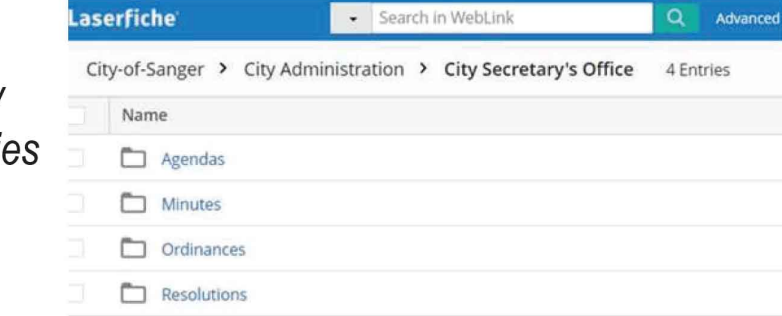 Laserfiche Search in WebLink Advanced
City-of-Sanger > City Administration > City Secretary's Office 4 Entries
Name
Agendas
Minutes
Ordinances
Resolutions